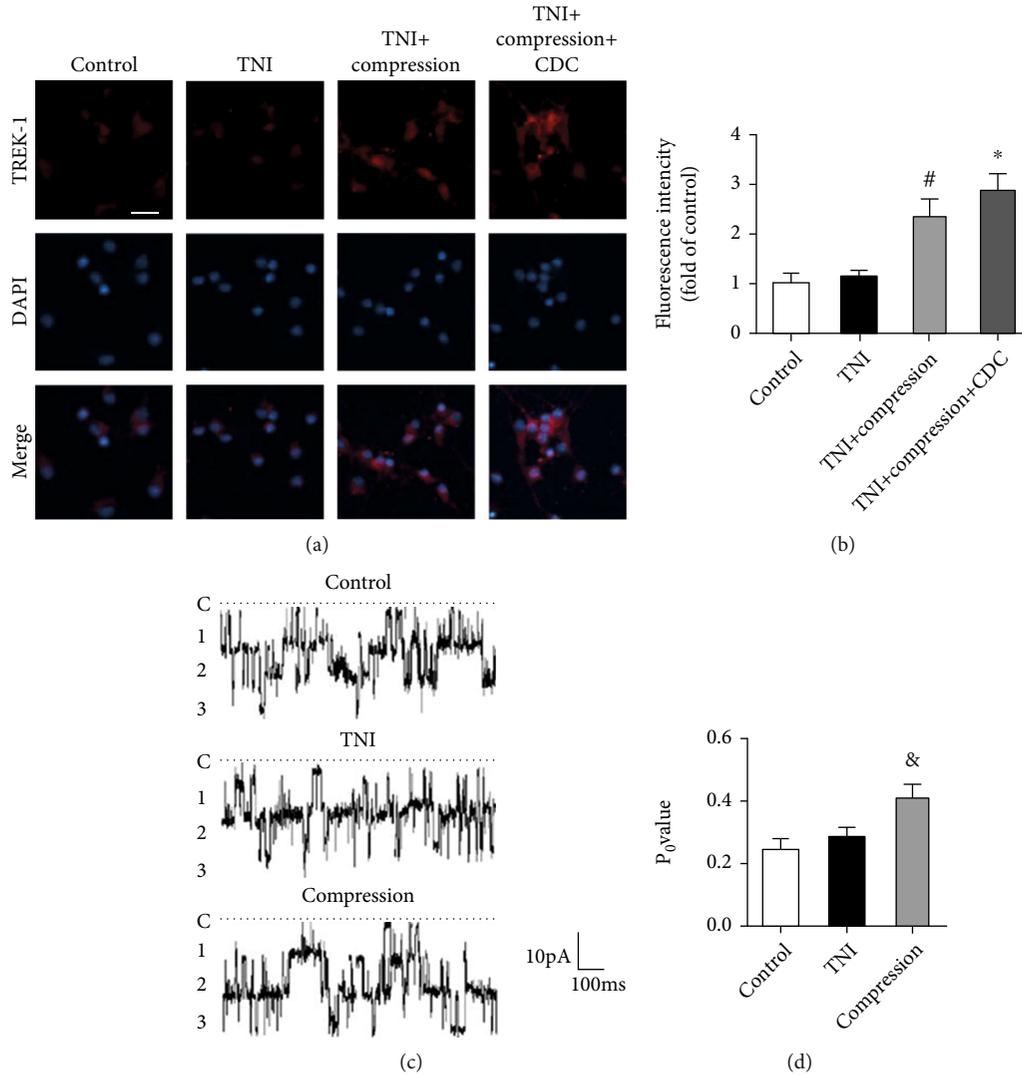 Control
TNI
TNI+
compression
TNI+
compression+
CDC
TREK-1
DAPI
Merge
(a)
Fluorescence intencity
(fold of control)
4
3
2
1
0
#
*
Control
TNI
TNI+compression
TNI+compression+CDC
(b)
Control
C
1
2
3
TNI
C
1
2
3
Compression
C
1
2
3
10pA
100ms
(c)
P0value
0.6
0.4
0.2
0.0
&
Control
TNI
Compression
(d)